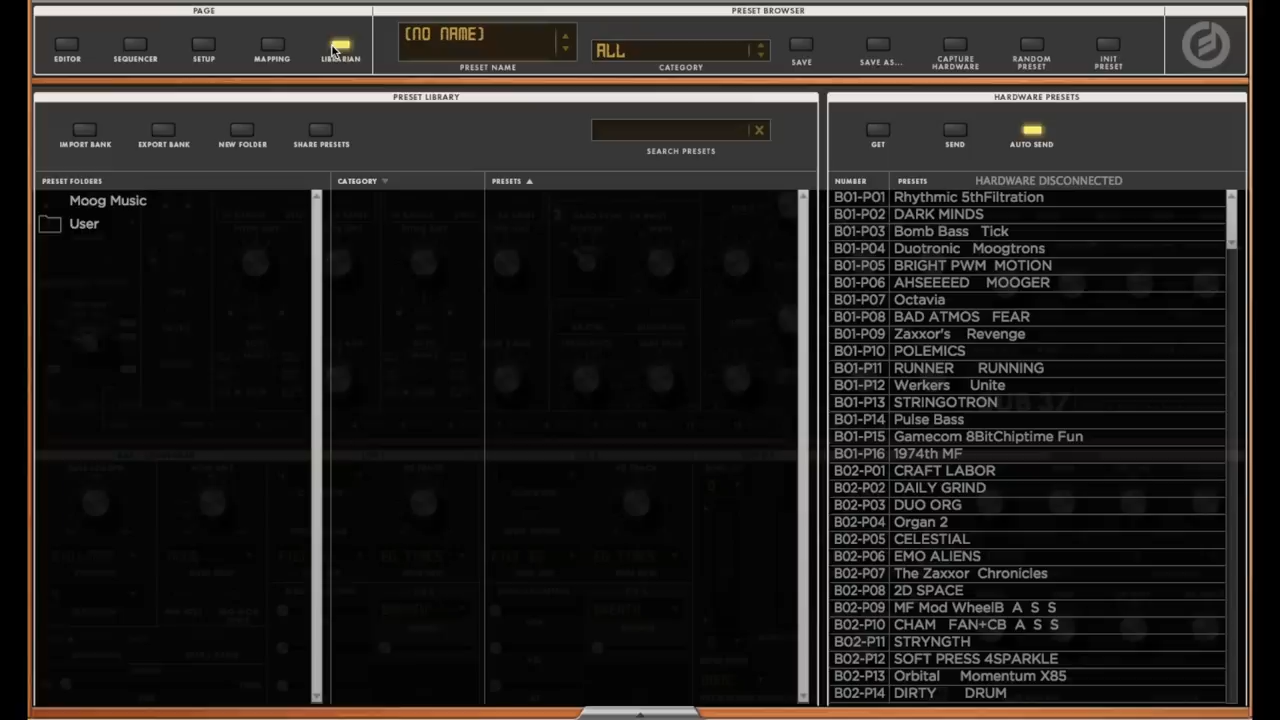 PAGE
PRESET BROWSER
EDITOR
SEQUENCER
SETUP
MAPPING
LIBRARIAN
(NO NAME)
PRESET NAME
ALL
CATEGORY
SAVE
SAVE AS...
CAPTURE HARDWARE
RANDOM PRESET
INIT PRESET
PRESET LIBRARY
IMPORT BANK
EXPORT BANK
NEW FOLDER
SHARE PRESETS
X
SEARCH PRESETS
PRESET FOLDERS
CATEGORY
PRESETS
Moog Music
User
HARDWARE PRESETS
GET
SEND
AUTO SEND
NUMBER PRESETS HARDWARE DISCONNECTED
B01-P01 Rhythmic 5thFiltration
B01-P02 DARK MINDS
B01-P03 Bomb Bass Tick
B01-P04 Duotronic Moogtrons
B01-P05 BRIGHT PWM MOTION
B01-P06 AHSEEEED MOOGER
B01-P07 Octavia
B01-P08 BAD ATMOS FEAR
B01-P09 Zaxxor's Revenge
B01-P10 POLEMICS
B01-P11 RUNNER RUNNING
B01-P12 Werkers Unite
B01-P13 STRINGOTRON
B01-P14 Pulse Bass
B01-P15 Gamecom 8BitChiptime Fun
B01-P16 1974th MF
B02-P01 CRAFT LABOR
B02-P02 DAILY GRIND
B02-P03 DUO ORG
B02-P04 Organ 2
B02-P05 CELESTIAL
B02-P06 EMO ALIENS
B02-P07 The Zaxxor Chronicles
B02-P08 2D SPACE
B02-P09 MF Mod WheelB A S S
B02-P10 CHAM FAN+CB A S S
B02-P11 STRYNGTH
B02-P12 SOFT PRESS 4SPARKLE
B02-P13 Orbital Momentum X85
B02-P14 DIRTY DRUM